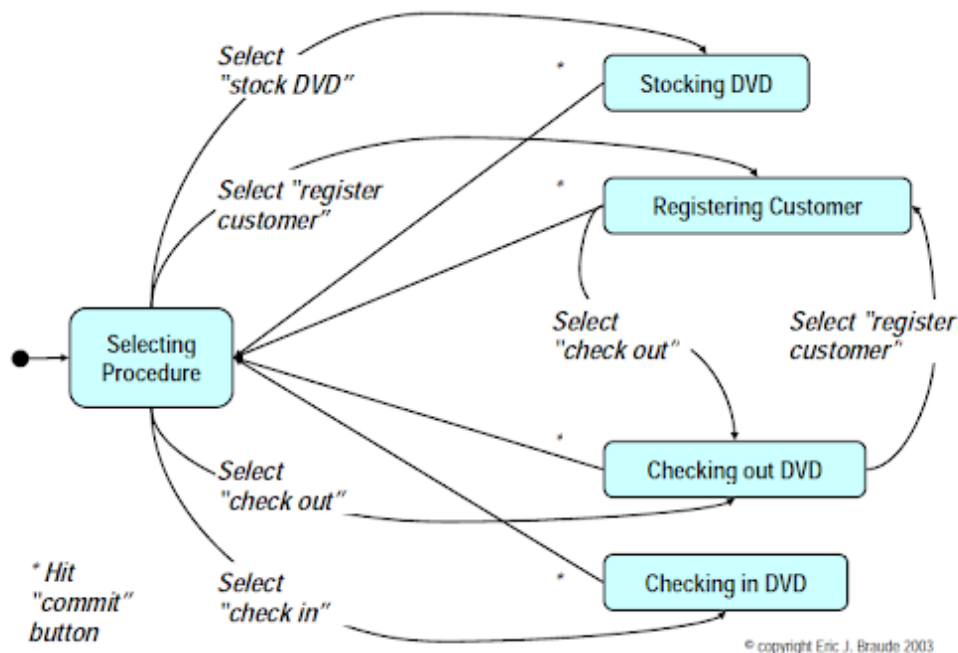 Select
"stock DVD"
*
Stocking DVD
Select "register
customer"
*
Registering Customer
Selecting
Procedure
Select
"check out"
Select "register
customer"
*
Checking out DVD
Select
"check out"
* Hit
"commit"
button
Select
"check in"
*
Checking in DVD
© copyright Eric J. Braude 2003